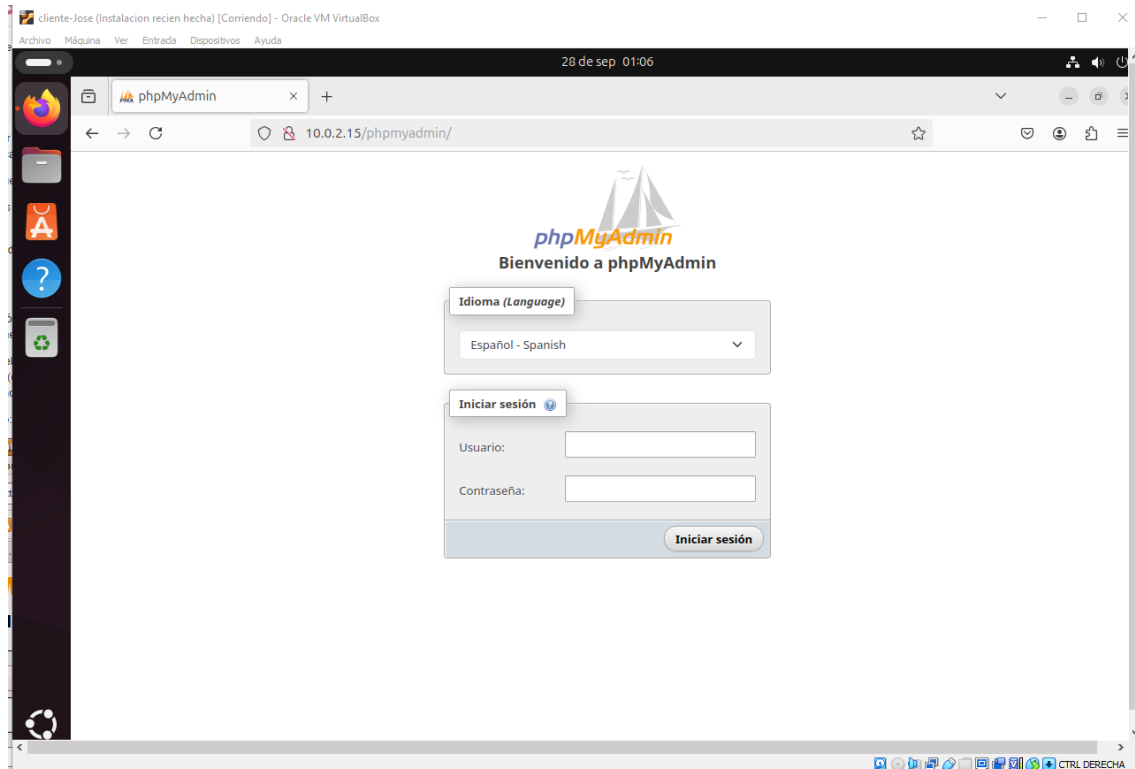 cliente-Jose (Instalacion recien hecha) [Corriendo] - Oracle VM VirtualBox
Archivo Máquina Ver Entrada Dispositivos Ayuda
28 de sep 01:06
phpMyAdmin
10.0.2.15/phpmyadmin/
phpMyAdmin
Bienvenido a phpMyAdmin
Idioma (Language)
Español - Spanish
Iniciar sesión
Usuario:
Contraseña:
Iniciar sesión
CTRL DERECHA